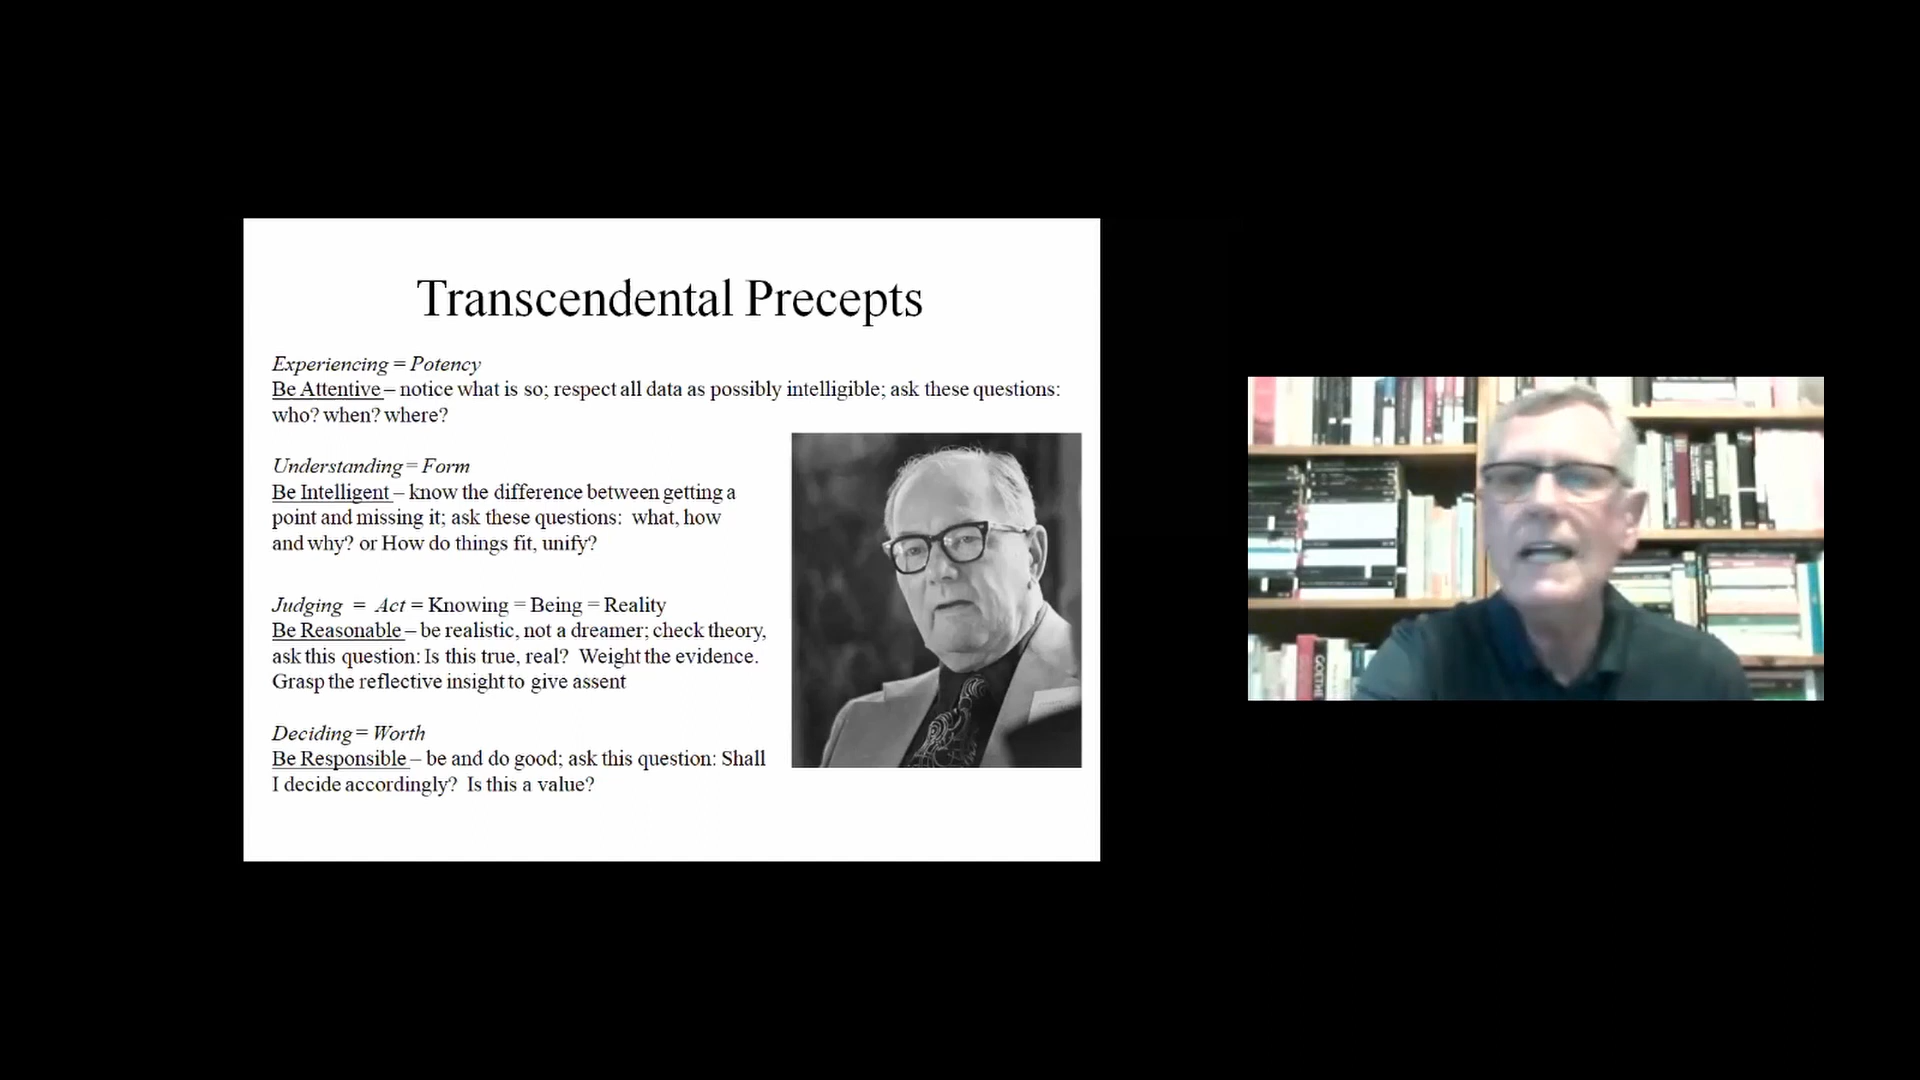 Transcendental Precepts
Experiencing = Potency
Be Attentive – notice what is so; respect all data as possibly intelligible; ask these questions:
who? when? where?
Understanding = Form
Be Intelligent – know the difference between getting a
point and missing it; ask these questions: what, how
and why? or How do things fit, unify?
Judging = Act = Knowing = Being = Reality
Be Reasonable – be realistic, not a dreamer; check theory,
ask this question: Is this true, real? Weight the evidence.
Grasp the reflective insight to give assent
Deciding = Worth
Be Responsible – be and do good; ask this question: Shall
I decide accordingly? Is this a value?
GOETHE